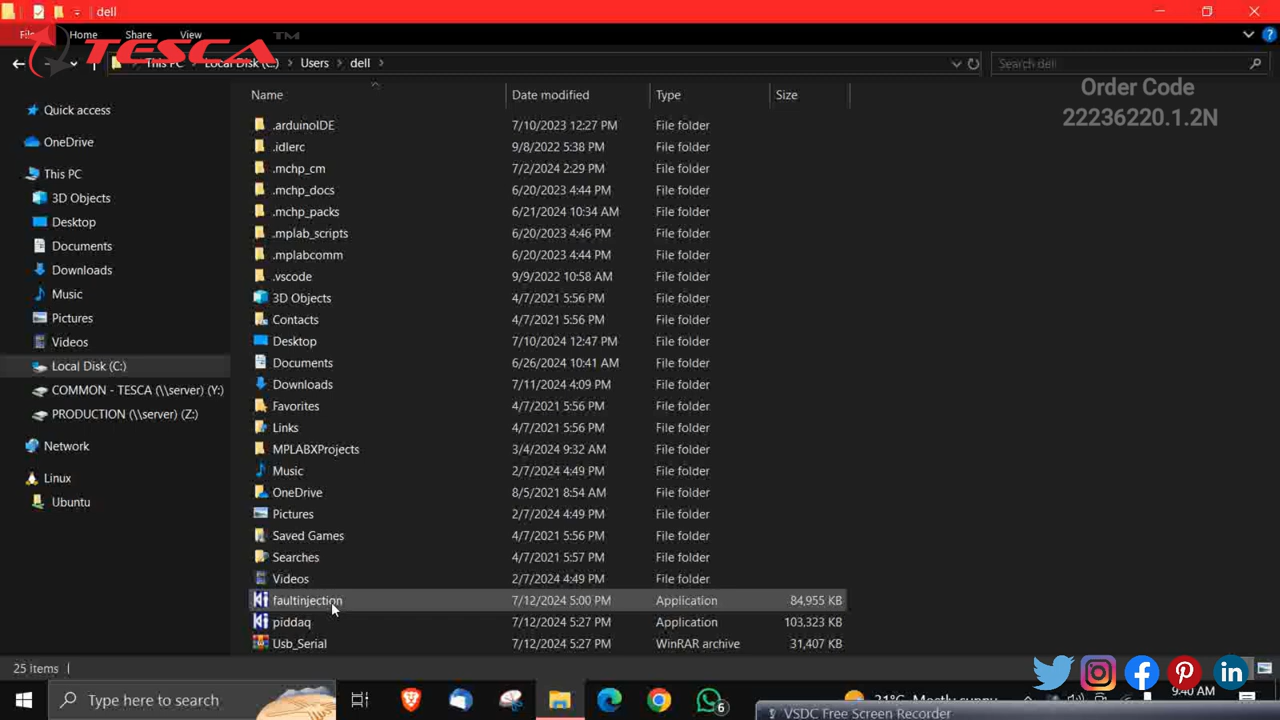 dell
File Home Share View
TESCA TM
This PC > Local Disk (C:) > Users > dell >
Search dell
Order Code
22236220.1.2N
Name Date modified Type Size
Quick access
OneDrive
This PC
3D Objects
Desktop
Documents
Downloads
Music
Pictures
Videos
Local Disk (C:)
COMMON - TESCA (\\server) (Y:)
PRODUCTION (\\server) (Z:)
Network
Linux
Ubuntu
.arduinoIDE 7/10/2023 12:27 PM File folder
.idlerc 9/8/2022 5:38 PM File folder
.mchp_cm 7/2/2024 2:29 PM File folder
.mchp_docs 6/20/2023 4:44 PM File folder
.mchp_packs 6/21/2024 10:34 AM File folder
.mplab_scripts 6/20/2023 4:46 PM File folder
.mplabcomm 6/20/2023 4:44 PM File folder
.vscode 9/9/2022 10:58 AM File folder
3D Objects 4/7/2021 5:56 PM File folder
Contacts 4/7/2021 5:56 PM File folder
Desktop 7/10/2024 12:47 PM File folder
Documents 6/26/2024 10:41 AM File folder
Downloads 7/11/2024 4:09 PM File folder
Favorites 4/7/2021 5:56 PM File folder
Links 4/7/2021 5:56 PM File folder
MPLABXProjects 3/4/2024 9:32 AM File folder
Music 2/7/2024 4:49 PM File folder
OneDrive 8/5/2021 8:54 AM File folder
Pictures 2/7/2024 4:49 PM File folder
Saved Games 4/7/2021 5:56 PM File folder
Searches 4/7/2021 5:57 PM File folder
Videos 2/7/2024 4:49 PM File folder
faultinjection 7/12/2024 5:00 PM Application 84,955 KB
piddaq 7/12/2024 5:27 PM Application 103,323 KB
Usb_Serial 7/12/2024 5:27 PM WinRAR archive 31,407 KB
25 items
Type here to search
6
31°C Mostly sunny
9:40 AM
VSDC Free Screen Recorder